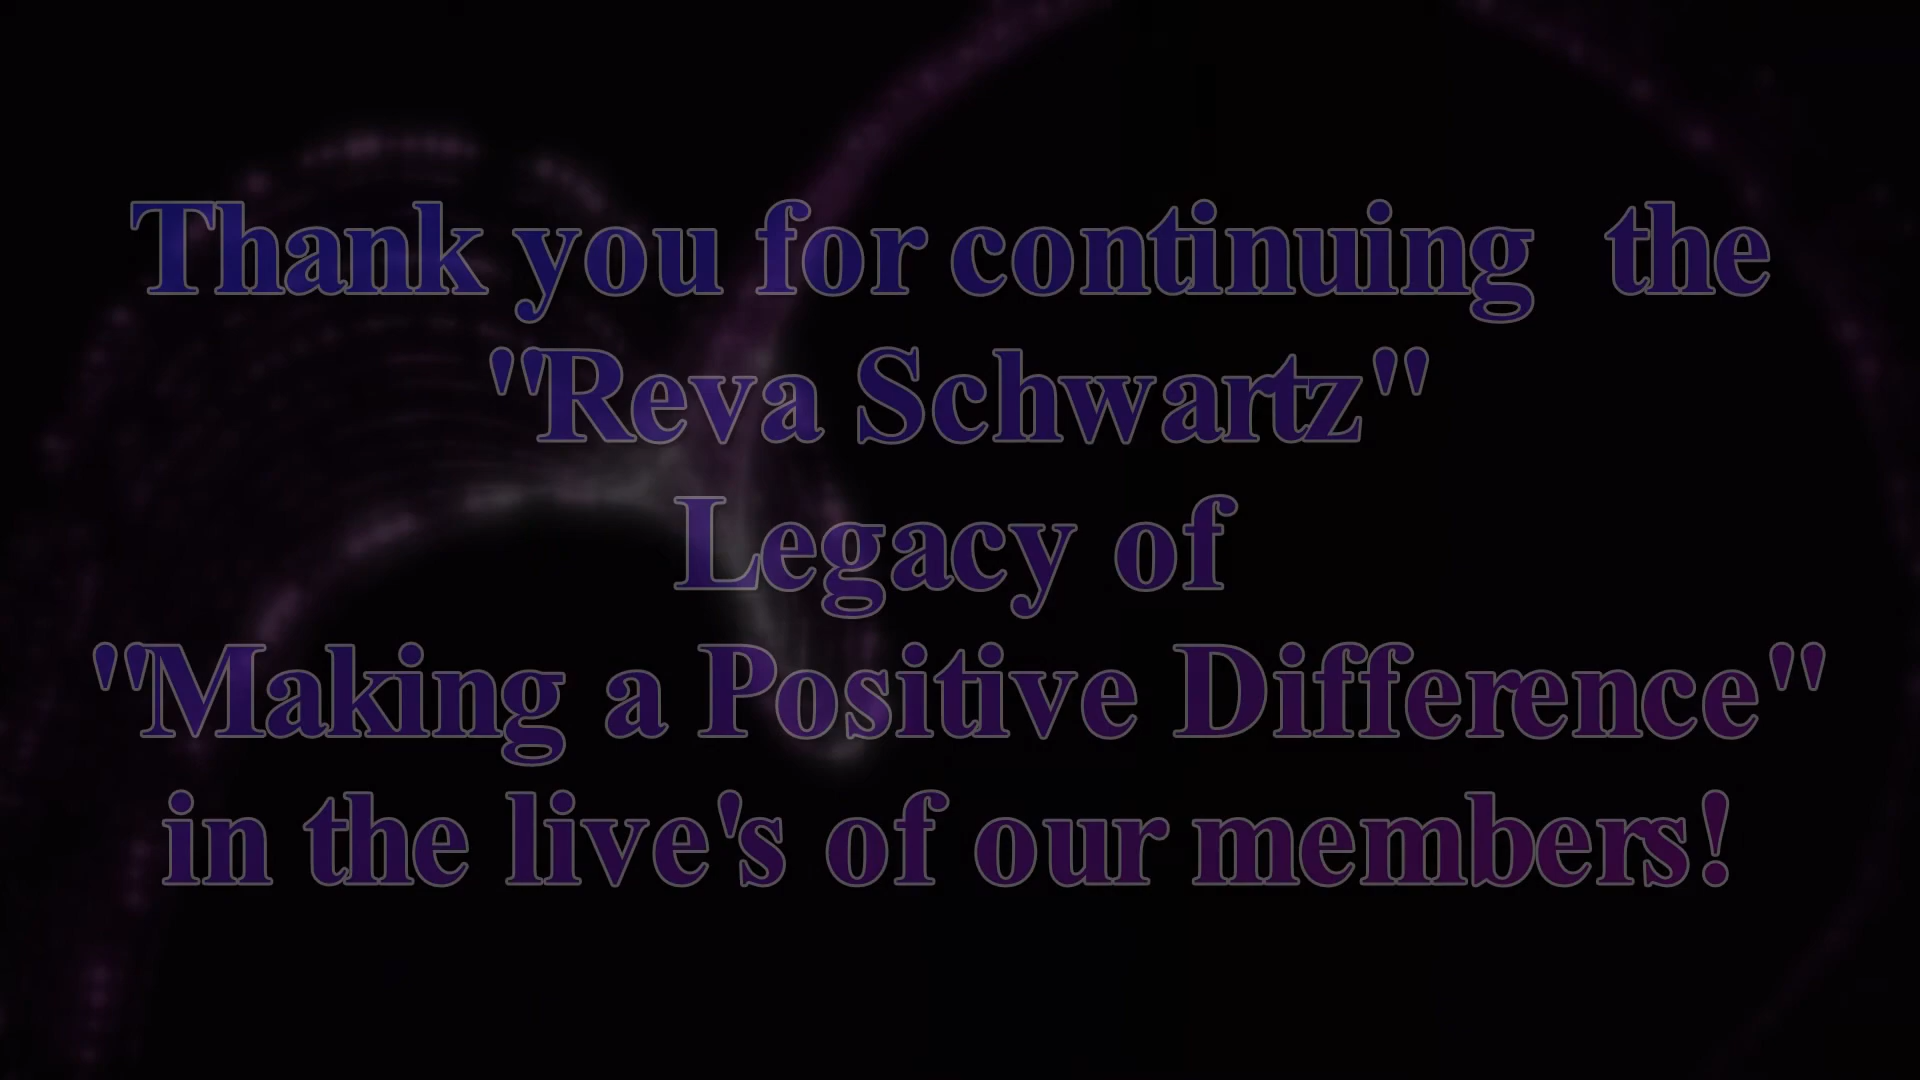 Thank you for continuing  the
"Reva Schwartz"
Legacy of
"Making a Positive Difference"
in the live's of our members!